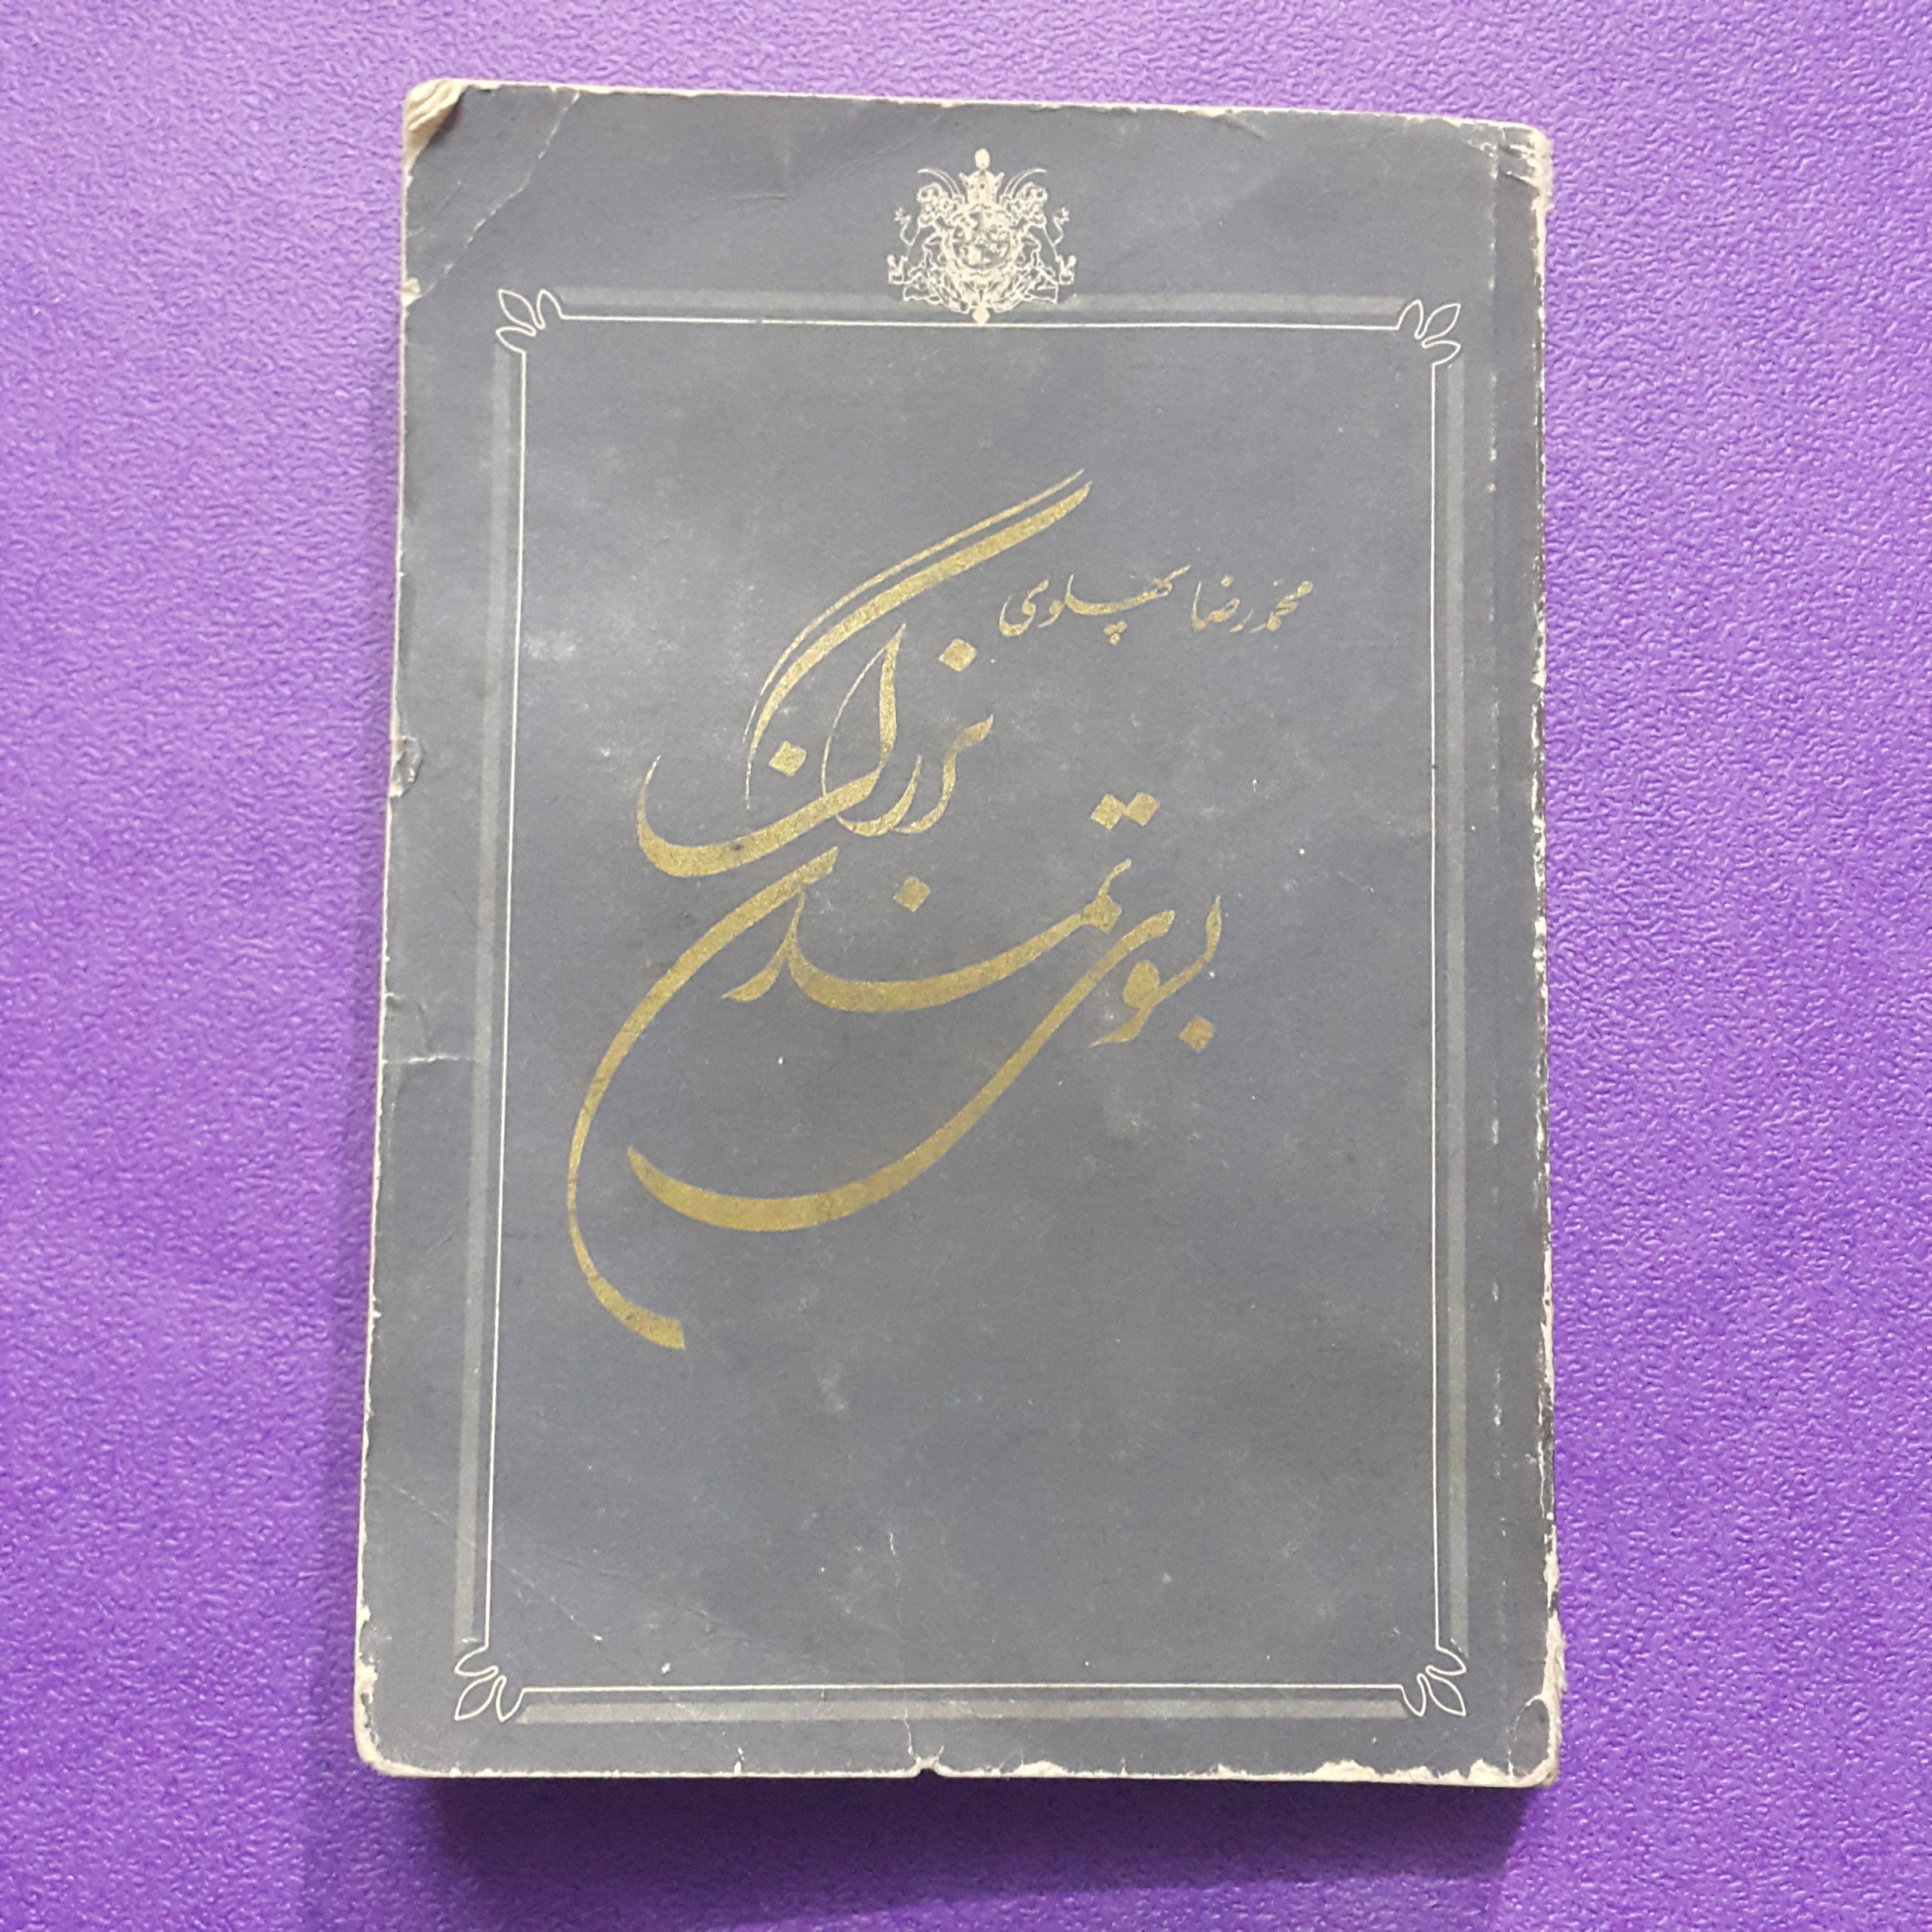 محمدرضا پهلوی
بسوی تمدن
بزرگ